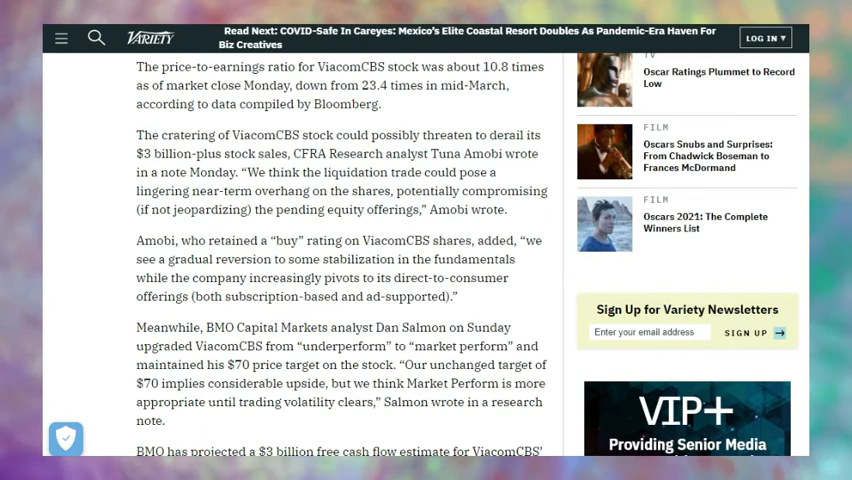 Read Next: COVID-Safe In Careyes: Mexico's Elite Coastal Resort Doubles As Pandemic-Era Haven For
Biz Creatives
VARIETY
LOG IN ▾
The price-to-earnings ratio for ViacomCBS stock was about 10.8 times
as of market close Monday, down from 23.4 times in mid-March,
according to data compiled by Bloomberg.
The cratering of ViacomCBS stock could possibly threaten to derail its
$3 billion-plus stock sales, CFRA Research analyst Tuna Amobi wrote
in a note Monday. “We think the liquidation trade could pose a
lingering near-term overhang on the shares, potentially compromising
(if not jeopardizing) the pending equity offerings,” Amobi wrote.
Amobi, who retained a “buy” rating on ViacomCBS shares, added, “we
see a gradual reversion to some stabilization in the fundamentals
while the company increasingly pivots to its direct-to-consumer
offerings (both subscription-based and ad-supported).”
Meanwhile, BMO Capital Markets analyst Dan Salmon on Sunday
upgraded ViacomCBS from “underperform” to “market perform” and
maintained his $70 price target on the stock. “Our unchanged target of
$70 implies considerable upside, but we think Market Perform is more
appropriate until trading volatility clears,” Salmon wrote in a research
note.
BMO has projected a $3 billion free cash flow estimate for ViacomCBS’
TV
Oscar Ratings Plummet to Record
Low
FILM
Oscars Snubs and Surprises:
From Chadwick Boseman to
Frances McDormand
FILM
Oscars 2021: The Complete
Winners List
Sign Up for Variety Newsletters
Enter your email address
SIGN UP →
VIP+
Providing Senior Media